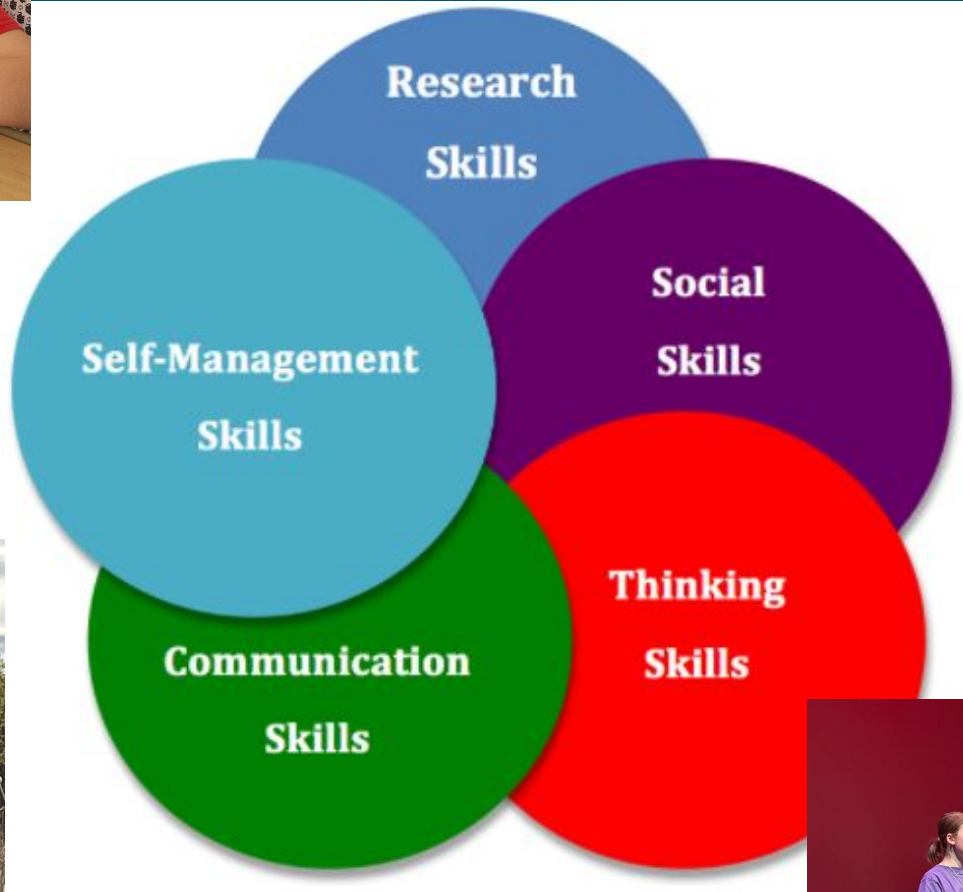 Research
Skills
Social
Skills
Self-Management
Skills
Thinking
Skills
Communication
Skills